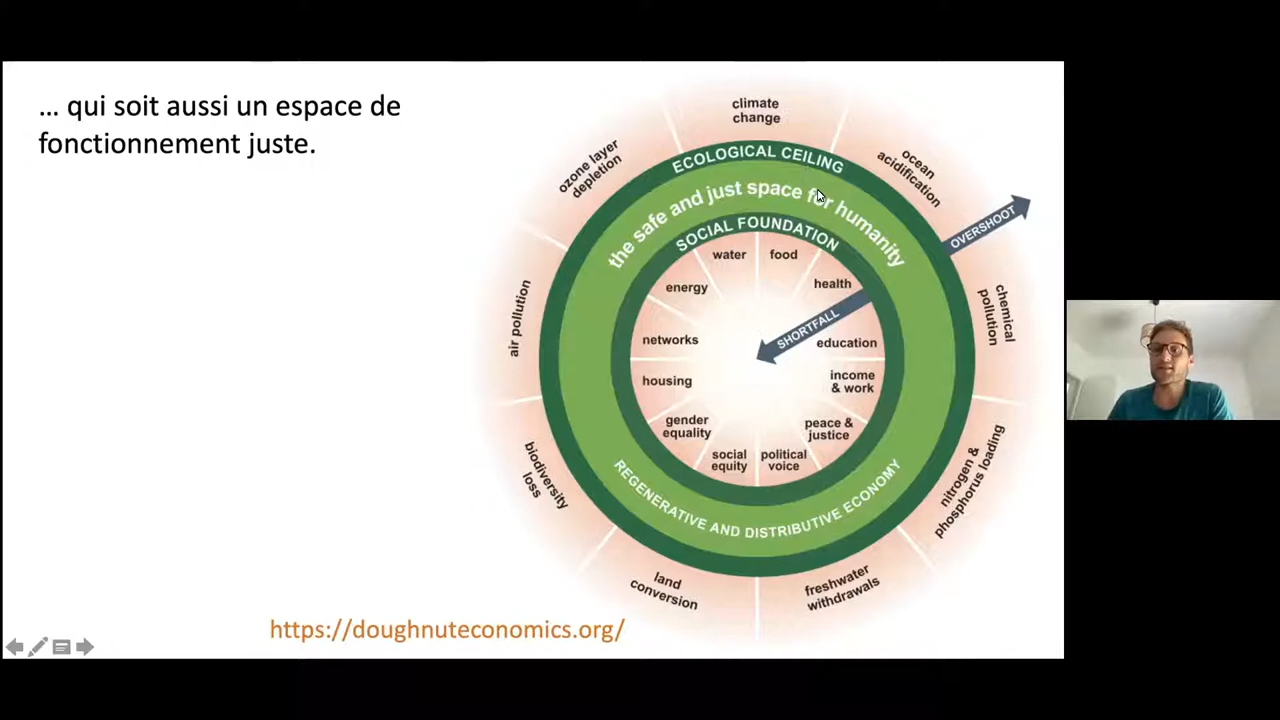 … qui soit aussi un espace de
fonctionnement juste.
climate
change
ozone layer
depletion
ocean
acidification
ECOLOGICAL CEILING
the safe and just space for humanity
OVERSHOOT
SOCIAL FOUNDATION
water
food
energy
health
air pollution
chemical
pollution
SHORTFALL
networks
education
housing
income
& work
gender
equality
peace &
justice
social
equity
political
voice
biodiversity
loss
nitrogen &
phosphorus loading
REGENERATIVE AND DISTRIBUTIVE ECONOMY
land
conversion
freshwater
withdrawals
https://doughnuteconomics.org/